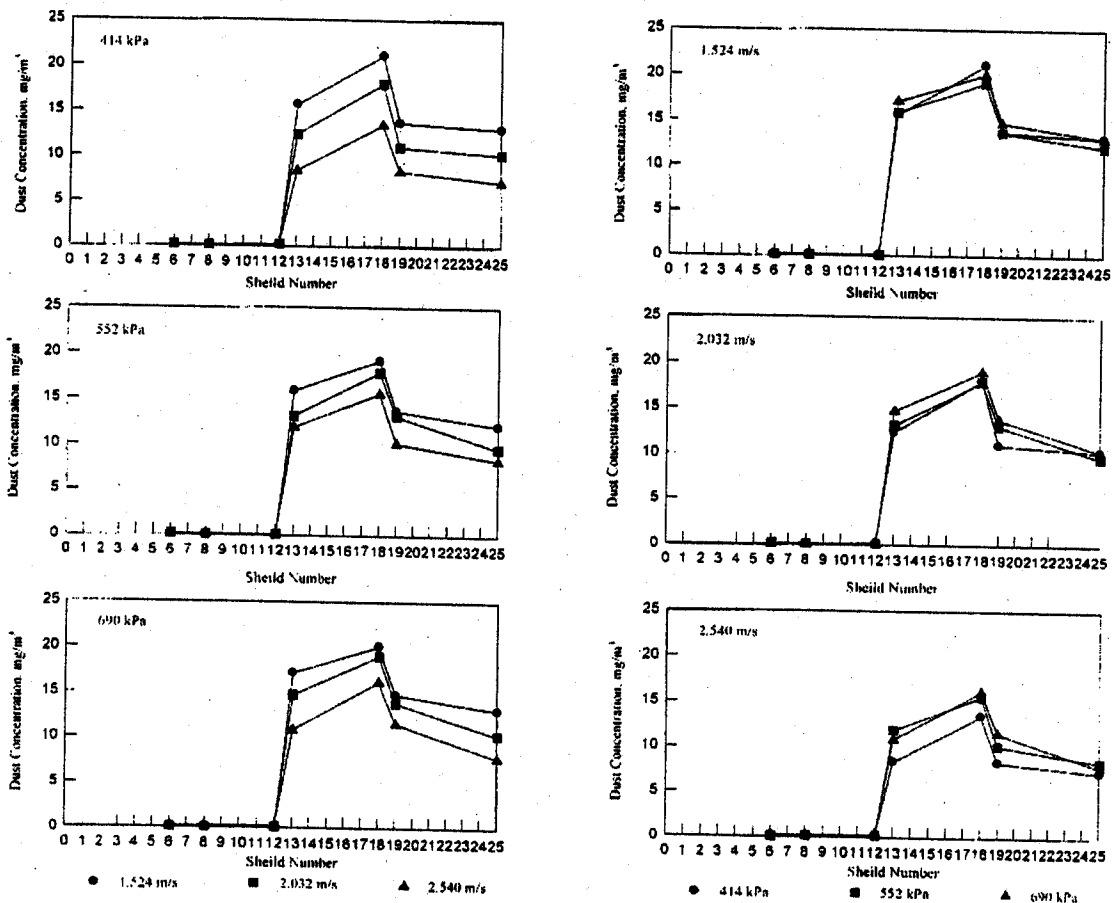 25
20
15
10
5
0
Dust Concentration. mg/m³
414 kPa
0 1 2 3 4 5 6 7 8 9 10 11 12 13 14 15 16 17 18 19 20 21 22 23 24 25
Sheild Number
25
20
15
10
5
0
Dust Concentration. mg/m³
552 kPa
0 1 2 3 4 5 6 7 8 9 10 11 12 13 14 15 16 17 18 19 20 21 22 23 24 25
Sheild Number
25
20
15
10
5
0
Dust Concentration. mg/m³
690 kPa
0 1 2 3 4 5 6 7 8 9 10 11 12 13 14 15 16 17 18 19 20 21 22 23 24 25
Sheild Number
1.524 m/s 2.032 m/s 2.540 m/s
25
20
15
10
5
0
Dust Concentration. mg/m³
1.524 m/s
0 1 2 3 4 5 6 7 8 9 10 11 12 13 14 15 16 17 18 19 20 21 22 23 24 25
Sheild Number
25
20
15
10
5
0
Dust Concentration. mg/m³
2.032 m/s
0 1 2 3 4 5 6 7 8 9 10 11 12 13 14 15 16 17 18 19 20 21 22 23 24 25
Sheild Number
25
20
15
10
5
0
Dust Concentration. mg/m³
2.540 m/s
0 1 2 3 4 5 6 7 8 9 10 11 12 13 14 15 16 17 18 19 20 21 22 23 24 25
Sheild Number
414 kPa 552 kPa 690 kPa